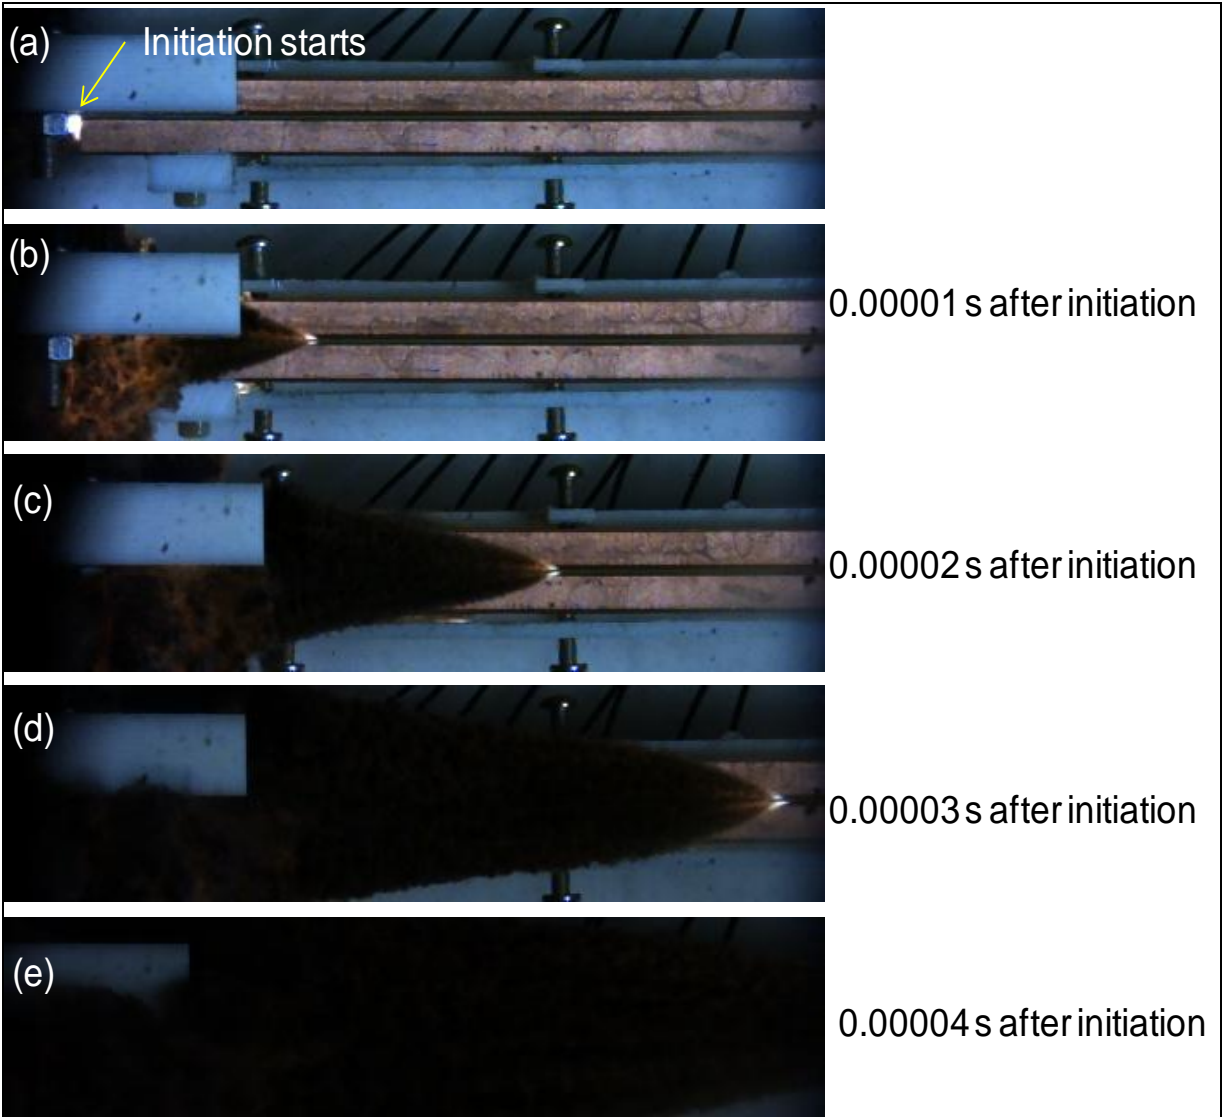 (a)
Initiation starts
(b)
0.00001 s after initiation
(c)
0.00002 s after initiation
(d)
0.00003 s after initiation
(e)
0.00004 s after initiation